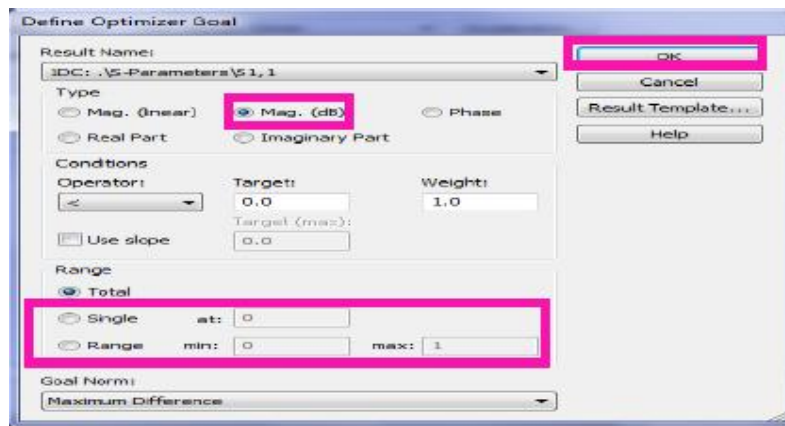 Define Optimizer Goal
Result Name:
1DC: .\S-Parameters\S1,1
OK
Cancel
Result Template...
Help
Type
Mag. (linear)
Mag. (dB)
Phase
Real Part
Imaginary Part
Conditions
Operator:
Target:
Weight:
<
0.0
1.0
Target (max):
Use slope
0.0
Range
Total
Single
at:
0
Range
min:
0
max:
1
Goal Norm:
Maximum Difference